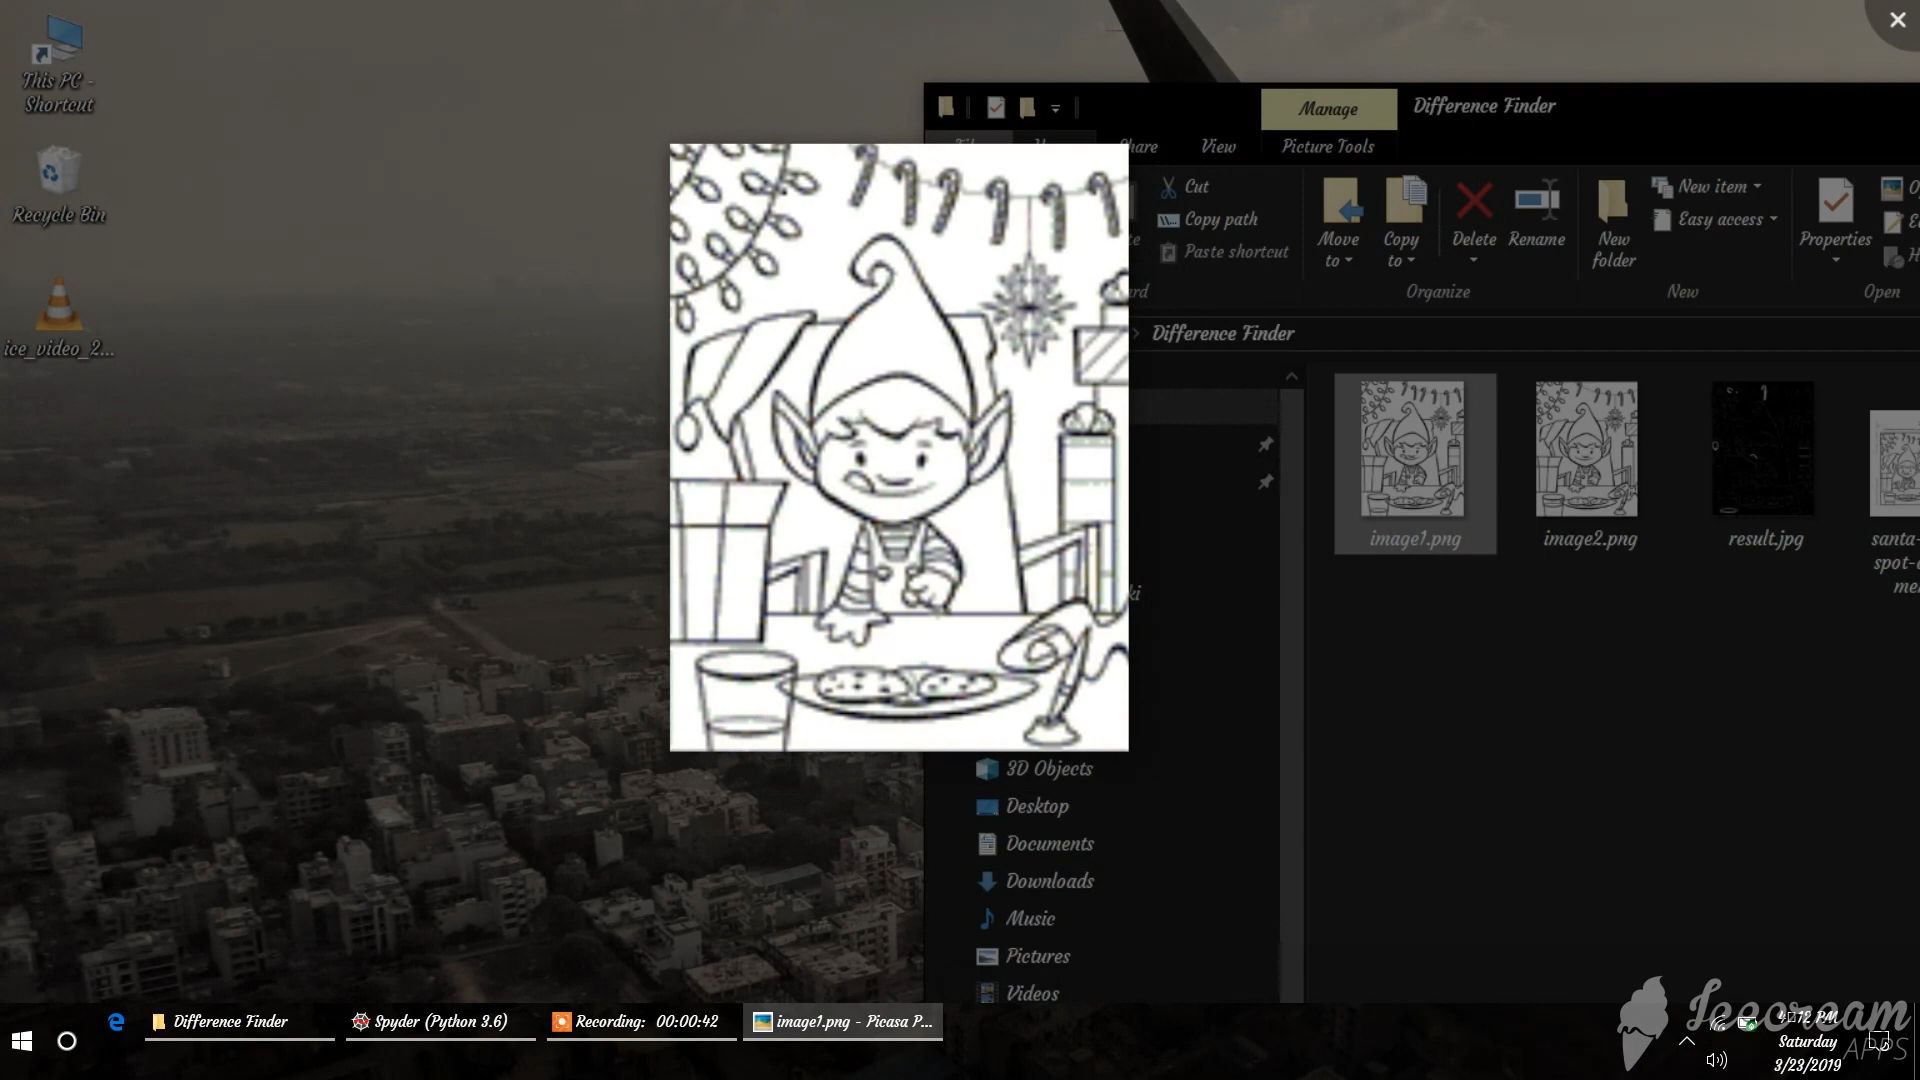 This PC -
Shortcut
Recycle Bin
ice_video_2...
Manage
Difference Finder
Share
View
Picture Tools
Cut
Copy path
Paste shortcut
Move
to
Copy
to
Delete
Rename
Organize
New item
Easy access
New
folder
New
Properties
Open
Difference Finder
image1.png
image2.png
result.jpg
santa-
3D Objects
Desktop
Documents
Downloads
Music
Pictures
Videos
Difference Finder
Spyder (Python 3.6)
Recording: 00:00:42
image1.png - Picasa P...
Icecream
APPS
Saturday
3/23/2019